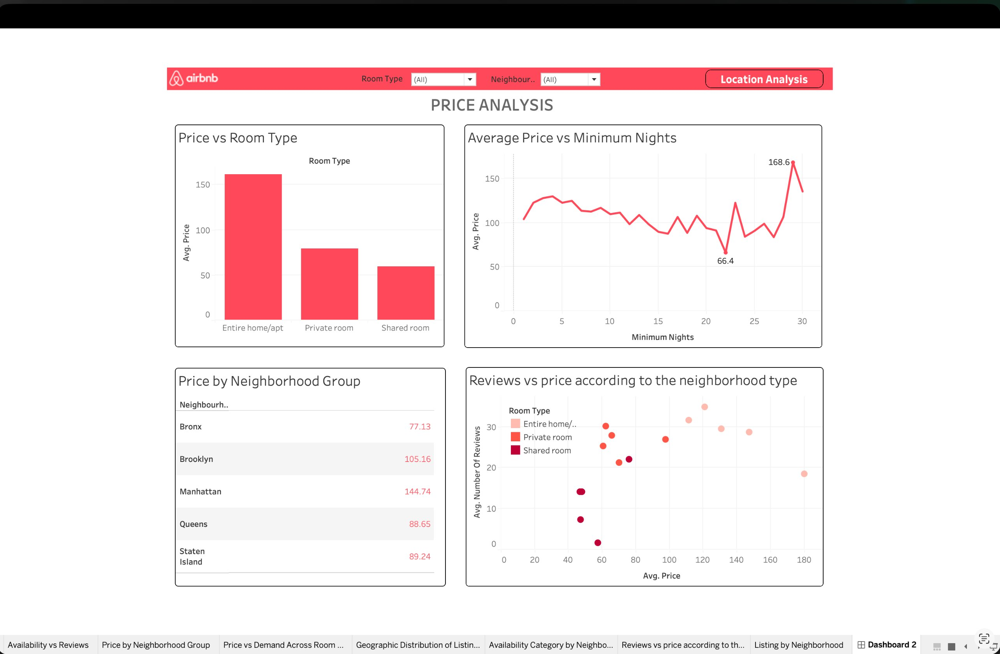 airbnb
Room Type
(All)
Neighbour..
(All)
Location Analysis
PRICE ANALYSIS
Price vs Room Type
Room Type
Avg. Price
150
100
50
0
Entire home/apt
Private room
Shared room
Average Price vs Minimum Nights
Avg. Price
150
100
50
0
168.6
66.4
0 5 10 15 20 25 30
Minimum Nights
Price by Neighborhood Group
Neighbourh..
Bronx 77.13
Brooklyn 105.16
Manhattan 144.74
Queens 88.65
Staten
Island 89.24
Reviews vs price according to the neighborhood type
Room Type
Entire home/..
Private room
Shared room
Avg. Number Of Reviews
30
20
10
0
0 20 40 60 80 100 120 140 160 180
Avg. Price
Availability vs Reviews
Price by Neighborhood Group
Price vs Demand Across Room ...
Geographic Distribution of Listin...
Availability Category by Neighbo...
Reviews vs price according to th...
Listing by Neighborhood
Dashboard 2